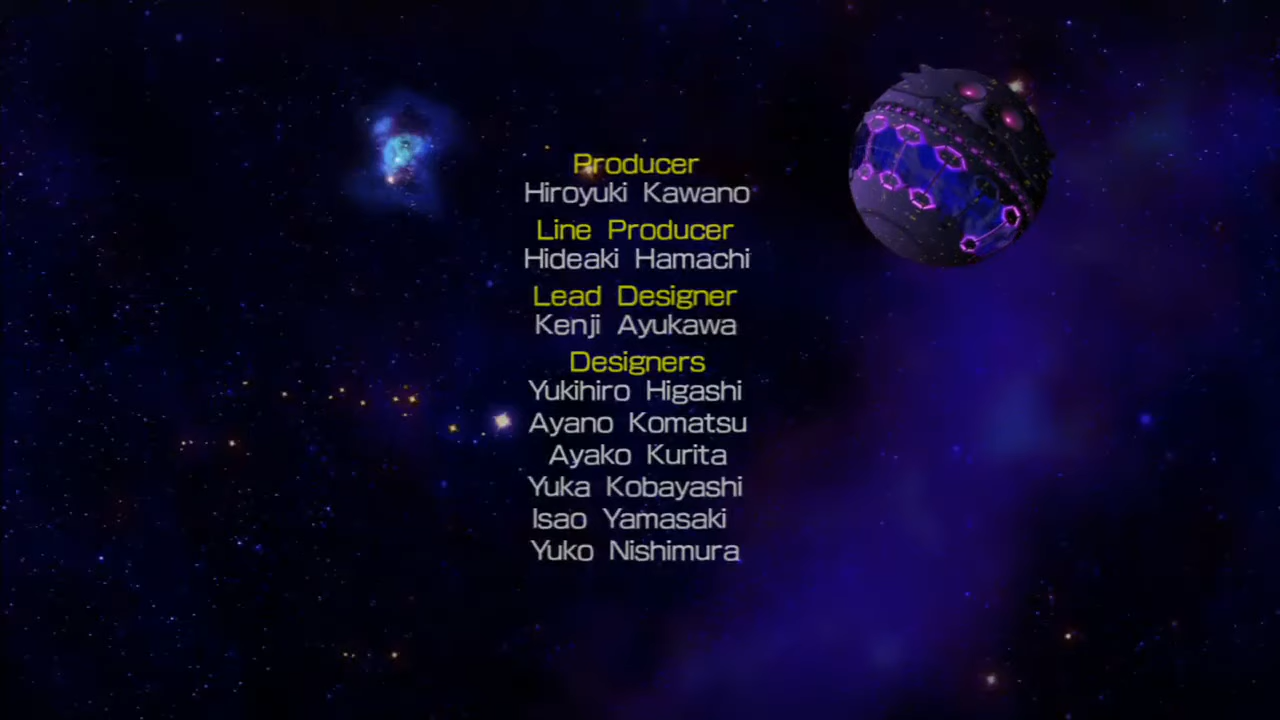 Producer
Hiroyuki Kawano
Line Producer
Hideaki Hamachi
Lead Designer
Kenji Ayukawa
Designers
Yukihiro Higashi
Ayano Komatsu
Ayako Kurita
Yuka Kobayashi
Isao Yamasaki
Yuko Nishimura